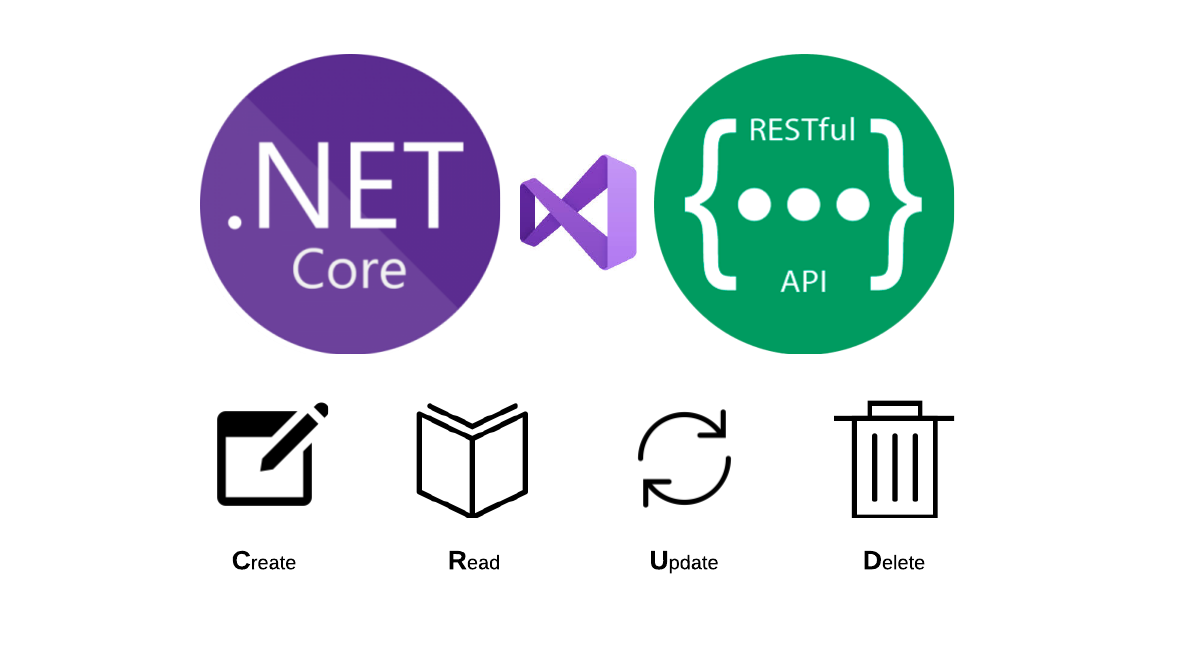 .NET
Core
RESTful
API
Create
Read
Update
Delete